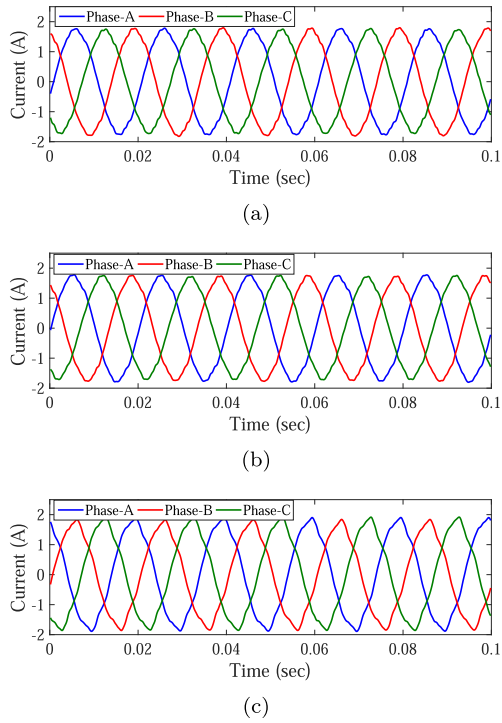 Phase-A Phase-B Phase-C
2
1
0
-1
-2
Current (A)
0 0.02 0.04 0.06 0.08 0.1
Time (sec)
(a)
Phase-A Phase-B Phase-C
2
1
0
-1
-2
Current (A)
0 0.02 0.04 0.06 0.08 0.1
Time (sec)
(b)
Phase-A Phase-B Phase-C
2
1
0
-1
-2
Current (A)
0 0.02 0.04 0.06 0.08 0.1
Time (sec)
(c)